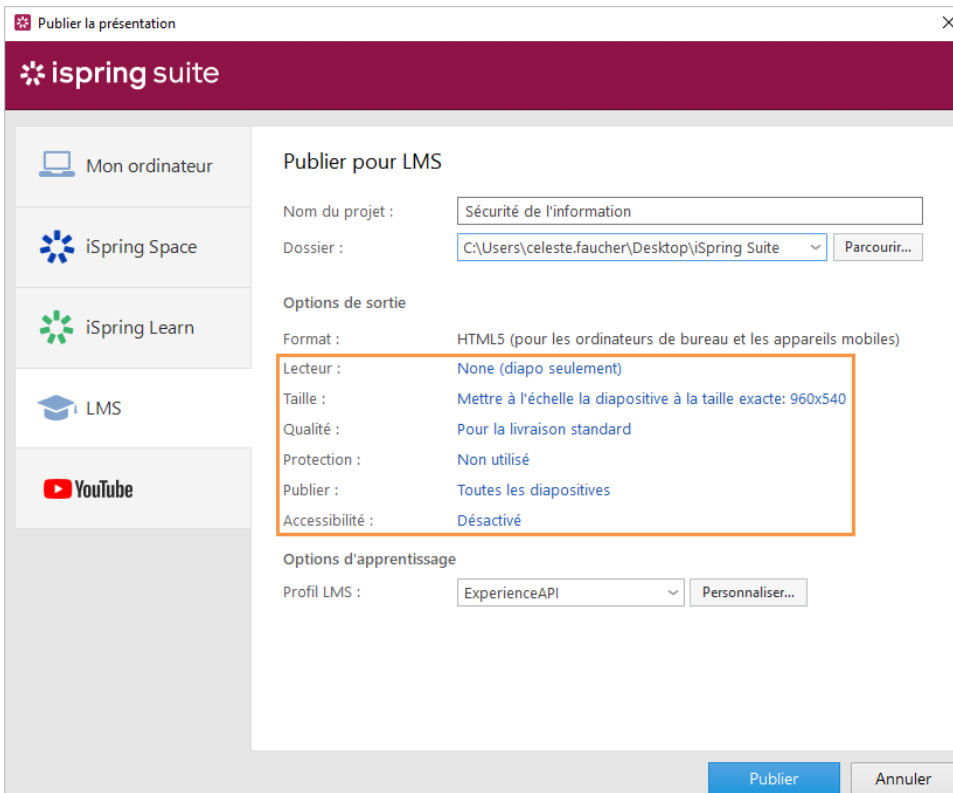 Publier la présentation
ispring suite
Mon ordinateur
iSpring Space
iSpring Learn
LMS
YouTube
Publier pour LMS
Nom du projet : Sécurité de l'information
Dossier : C:\Users\celeste.faucher\Desktop\iSpring Suite Parcourir...
Options de sortie
Format : HTML5 (pour les ordinateurs de bureau et les appareils mobiles)
Lecteur : None (diapo seulement)
Taille : Mettre à l'échelle la diapositive à la taille exacte: 960x540
Qualité : Pour la livraison standard
Protection : Non utilisé
Publier : Toutes les diapositives
Accessibilité : Désactivé
Options d'apprentissage
Profil LMS : ExperienceAPI Personnaliser...
Publier Annuler